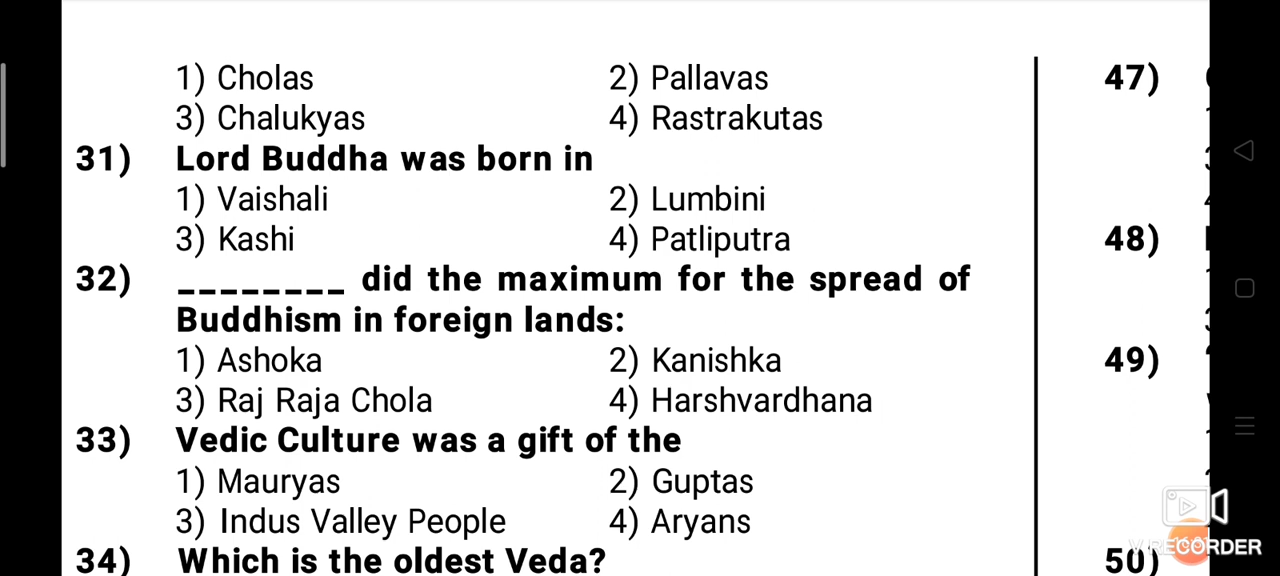 1) Cholas 2) Pallavas
3) Chalukyas 4) Rastrakutas
31) Lord Buddha was born in
1) Vaishali 2) Lumbini
3) Kashi 4) Patliputra
32) ________ did the maximum for the spread of
Buddhism in foreign lands:
1) Ashoka 2) Kanishka
3) Raj Raja Chola 4) Harshvardhana
33) Vedic Culture was a gift of the
1) Mauryas 2) Guptas
3) Indus Valley People 4) Aryans
34) Which is the oldest Veda?
47)
48)
49)
50)
V RECORDER